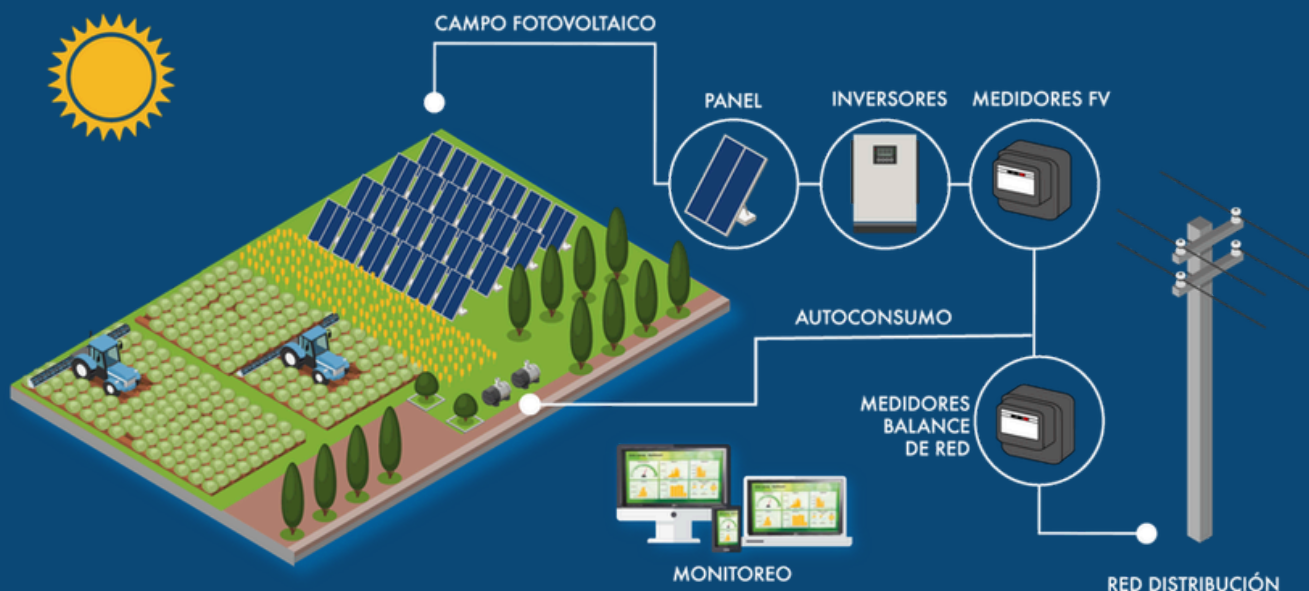 CAMPO FOTOVOLTAICO
PANEL
INVERSORES
MEDIDORES FV
AUTOCONSUMO
MEDIDORES
BALANCE
DE RED
MONITOREO
RED DISTRIBUCIÓN